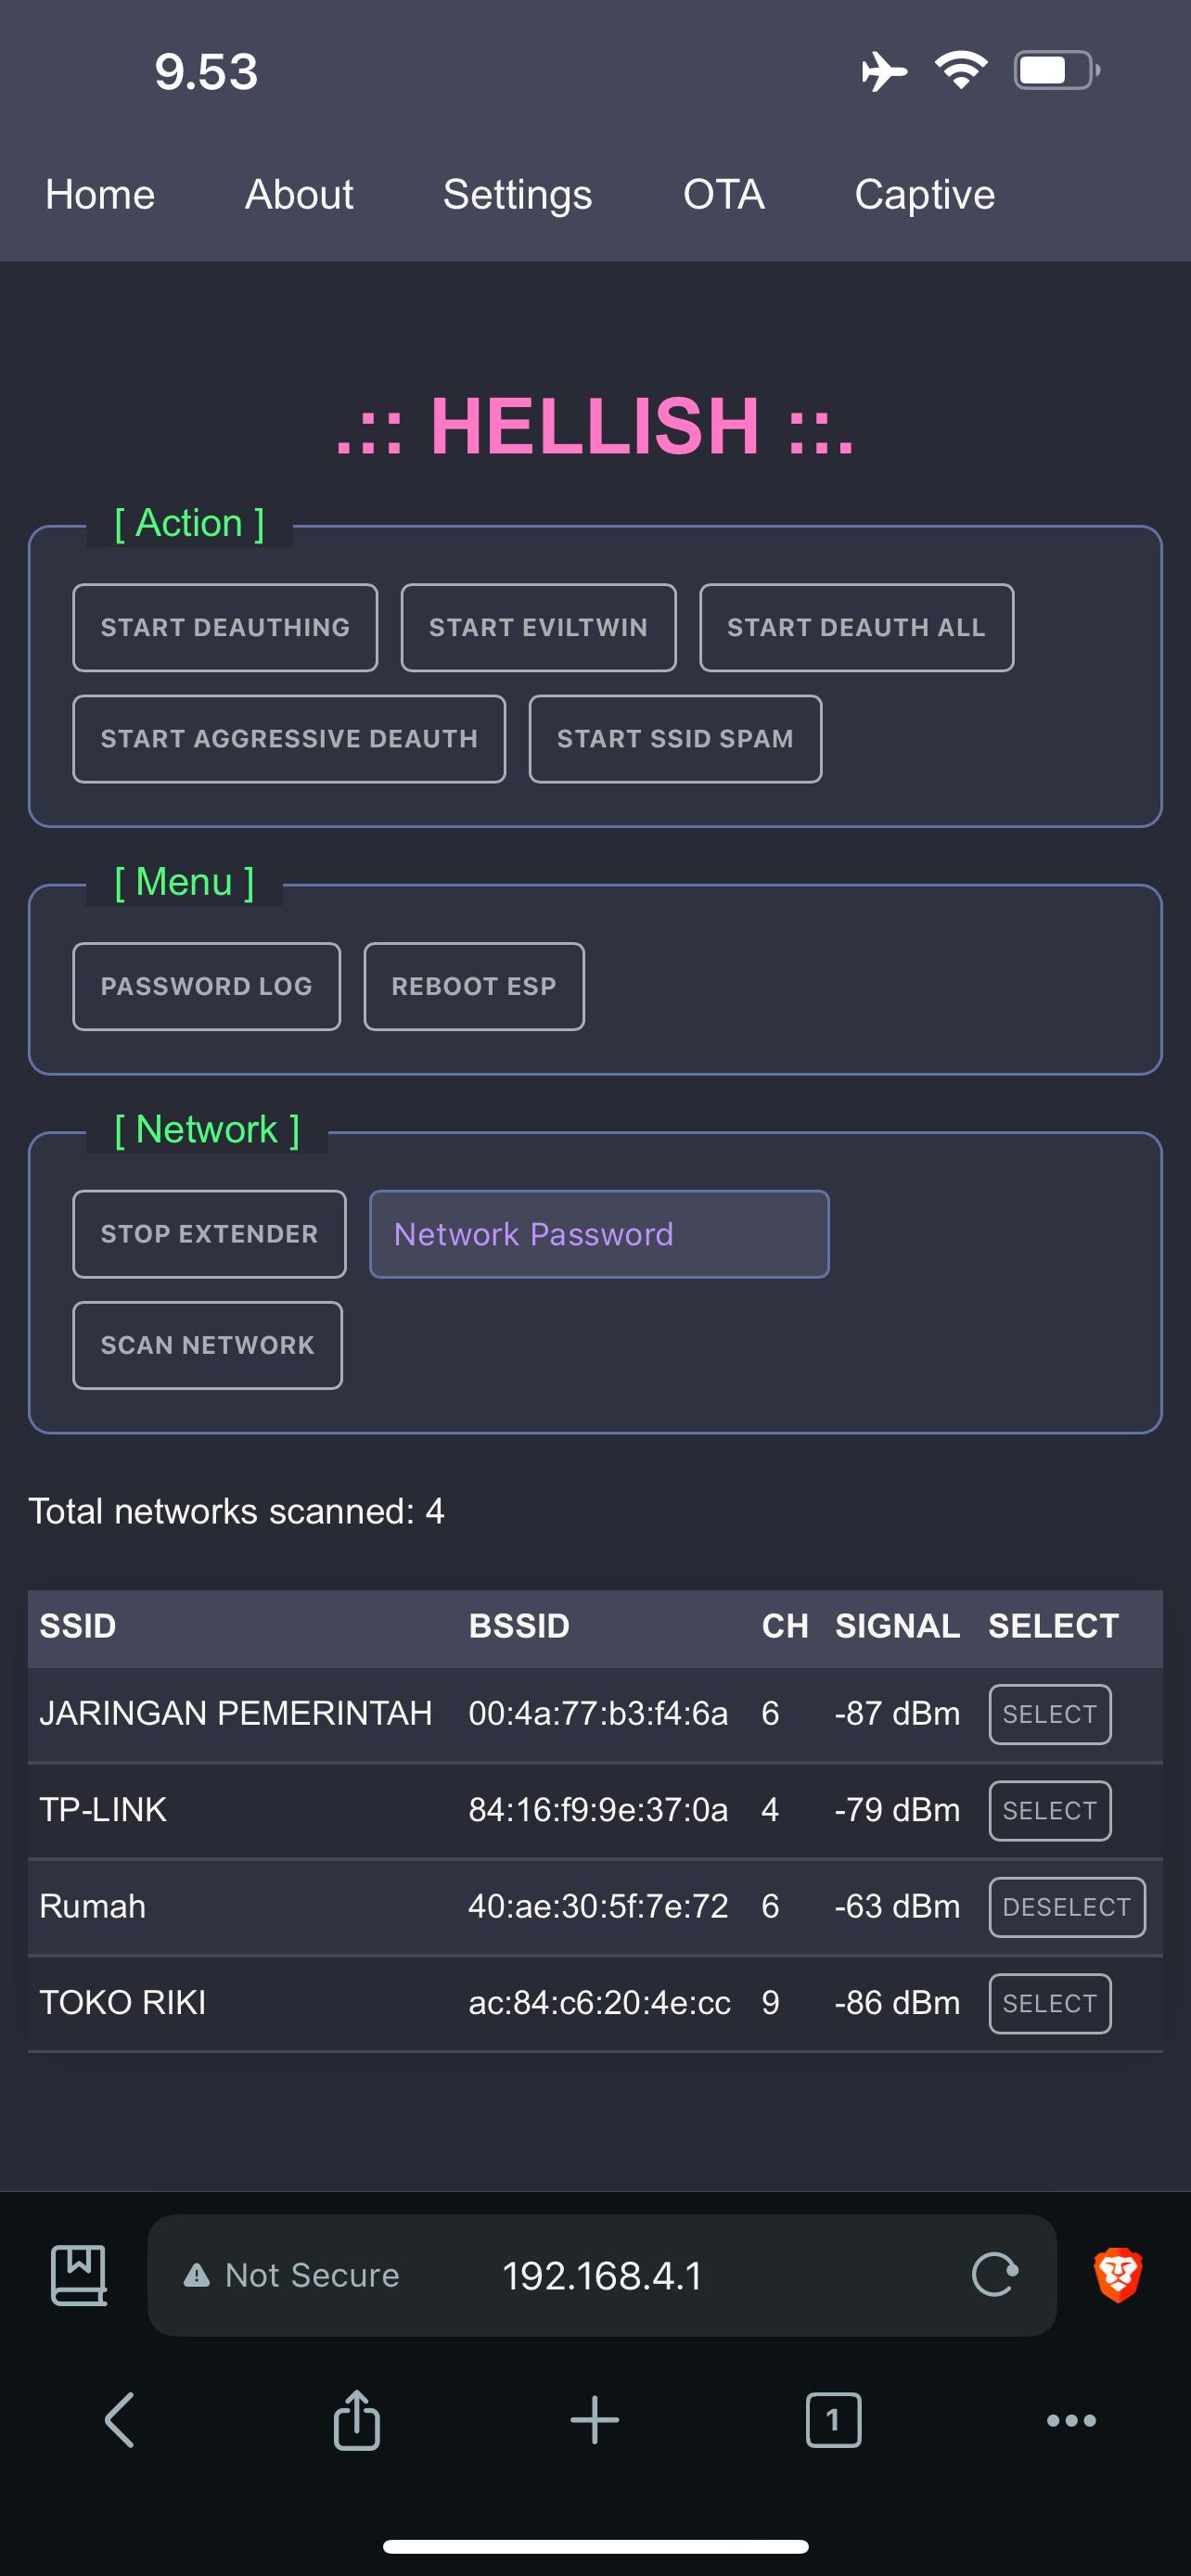 9.53
Home About Settings OTA Captive
.:: HELLISH ::.
[ Action ]
START DEAUTHING START EVILTWIN START DEAUTH ALL
START AGGRESSIVE DEAUTH START SSID SPAM
[ Menu ]
PASSWORD LOG REBOOT ESP
[ Network ]
STOP EXTENDER Network Password
SCAN NETWORK
Total networks scanned: 4
SSID BSSID CH SIGNAL SELECT
JARINGAN PEMERINTAH 00:4a:77:b3:f4:6a 6 -87 dBm SELECT
TP-LINK 84:16:f9:9e:37:0a 4 -79 dBm SELECT
Rumah 40:ae:30:5f:7e:72 6 -63 dBm DESELECT
TOKO RIKI ac:84:c6:20:4e:cc 9 -86 dBm SELECT
Not Secure 192.168.4.1
1